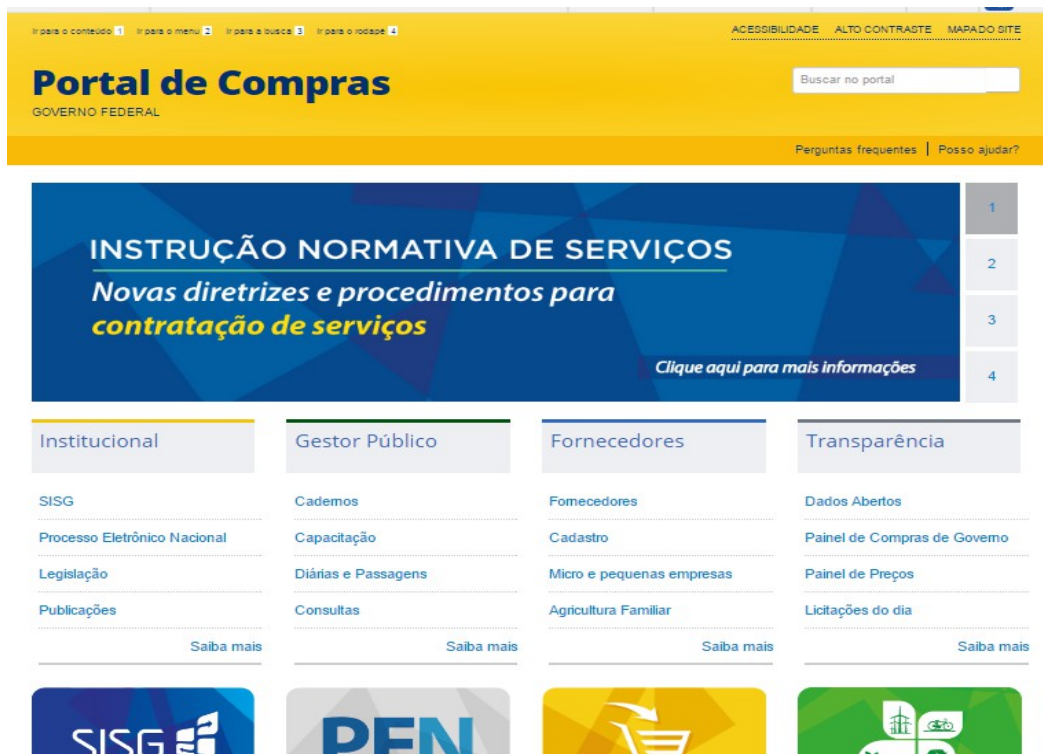 Ir para o conteúdo 1 Ir para o menu 2 Ir para a busca 3 Ir para o rodapé 4
ACESSIBILIDADE ALTO CONTRASTE MAPA DO SITE
Portal de Compras
GOVERNO FEDERAL
Buscar no portal
Perguntas frequentes | Posso ajudar?
INSTRUÇÃO NORMATIVA DE SERVIÇOS
Novas diretrizes e procedimentos para
contratação de serviços
Clique aqui para mais informações
1
2
3
4
Institucional
SISG
Processo Eletrônico Nacional
Legislação
Publicações
Saiba mais
Gestor Público
Cadernos
Capacitação
Diárias e Passagens
Consultas
Saiba mais
Fornecedores
Fornecedores
Cadastro
Micro e pequenas empresas
Agricultura Familiar
Saiba mais
Transparência
Dados Abertos
Painel de Compras de Governo
Painel de Preços
Licitações do dia
Saiba mais
SISG
PEN